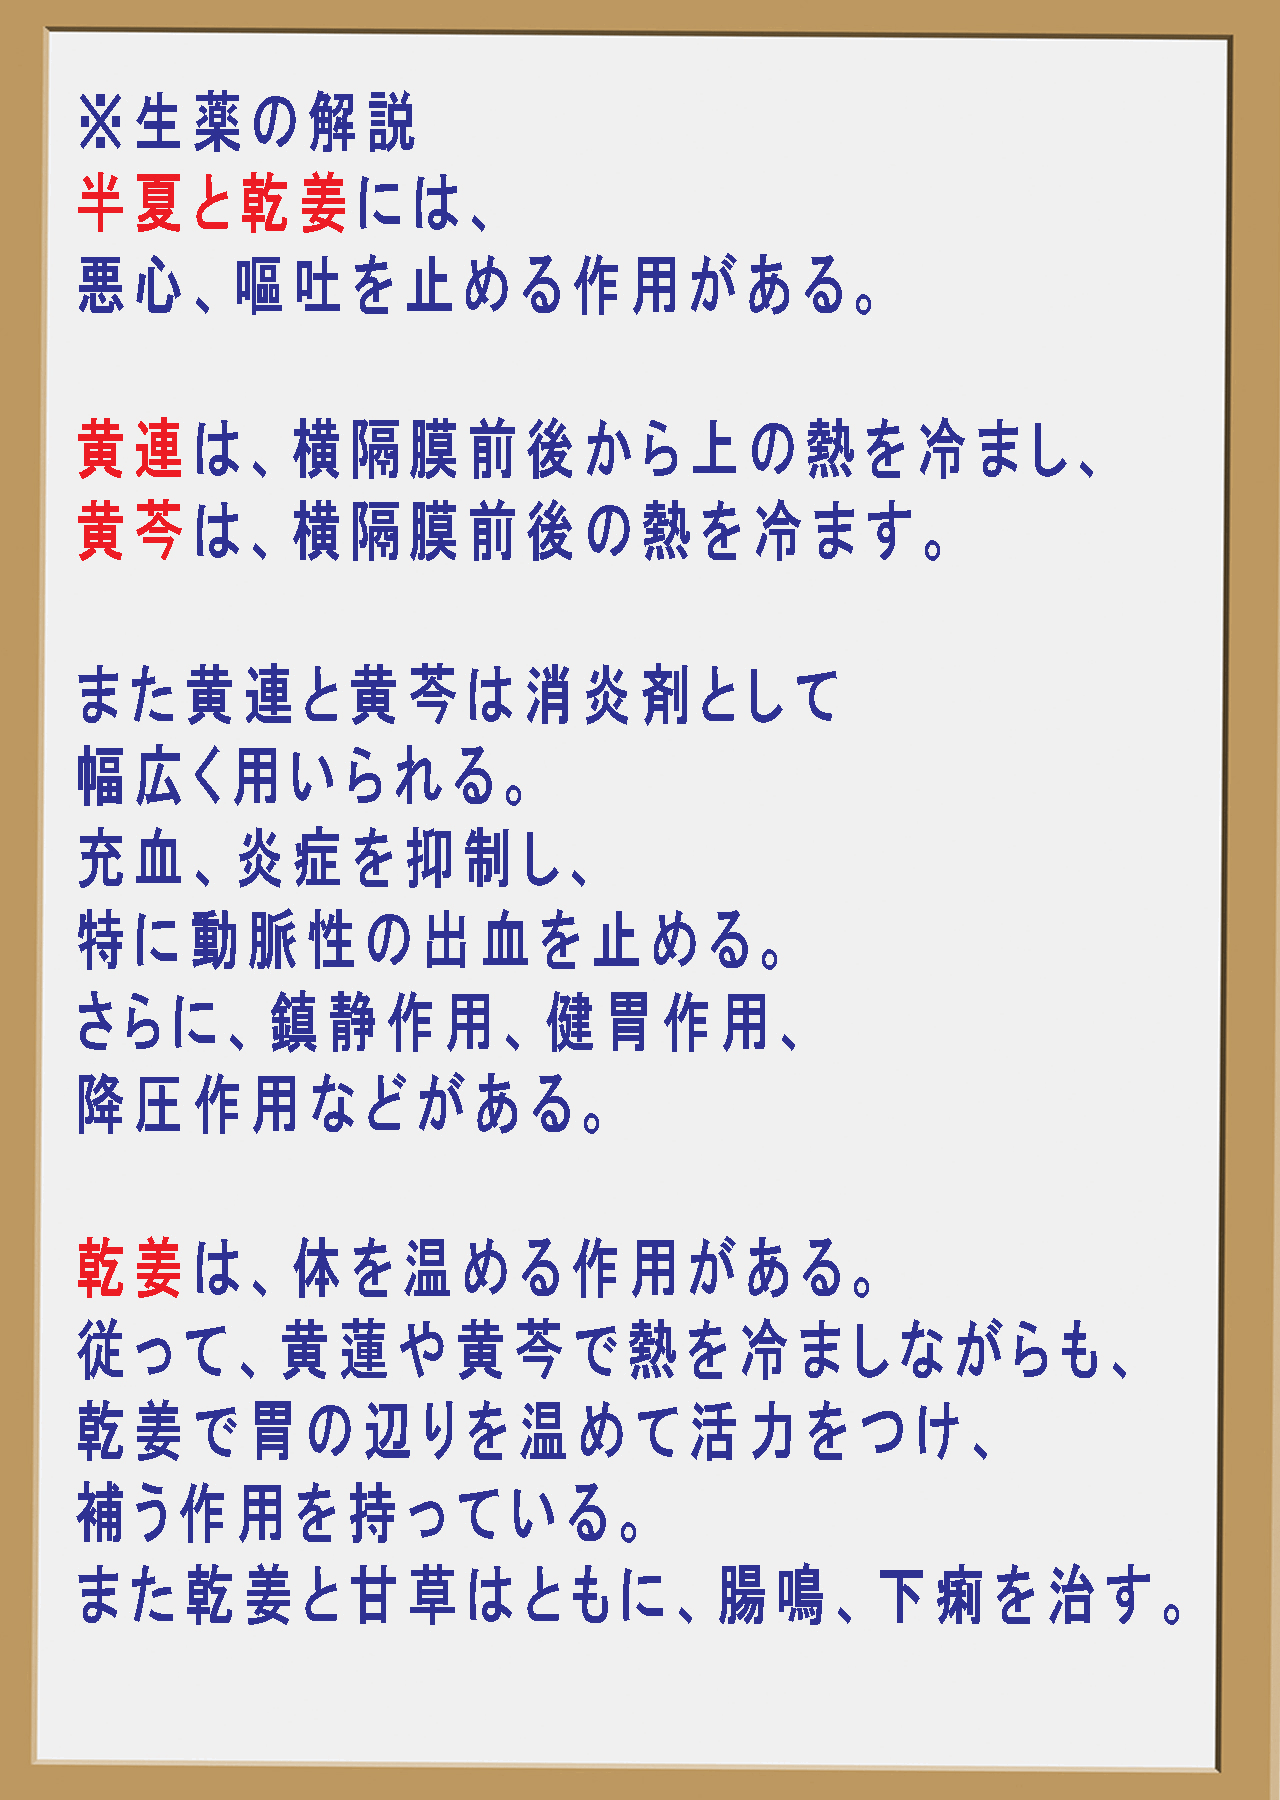 ※生薬の解説
半夏と乾姜には、
悪心、嘔吐を止める作用がある。
黄連は、横隔膜前後から上の熱を冷まし、
黄芩は、横隔膜前後の熱を冷ます。
また黄連と黄芩は消炎剤として
幅広く用いられる。
充血、炎症を抑制し、
特に動脈性の出血を止める。
さらに、鎮静作用、健胃作用、
降圧作用などがある。
乾姜は、体を温める作用がある。
従って、黄蓮や黄芩で熱を冷ましながらも、
乾姜で胃の辺りを温めて活力をつけ、
補う作用を持っている。
また乾姜と甘草はともに、腸鳴、下痢を治す。